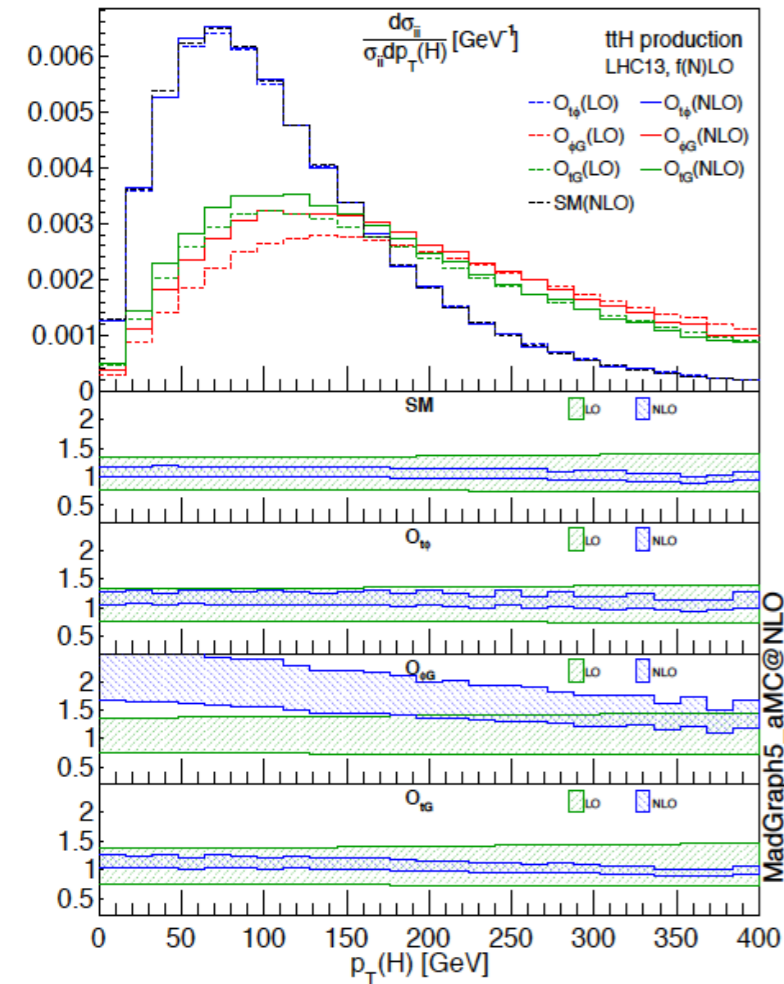 dσᵢᵢ/σᵢᵢdp_T(H) [GeV⁻¹]
ttH production
LHC13, f(N)LO
O_tφ(LO) O_tφ(NLO)
O_φG(LO) O_φG(NLO)
O_tG(LO) O_tG(NLO)
SM(NLO)
0.006
0.005
0.004
0.003
0.002
0.001
0
SM LO NLO
2
1.5
1
0.5
O_tφ LO NLO
2
1.5
1
0.5
O_φG LO NLO
2
1.5
1
0.5
O_tG LO NLO
2
1.5
1
0.5
0 50 100 150 200 250 300 350 400
p_T(H) [GeV]
MadGraph5_aMC@NLO